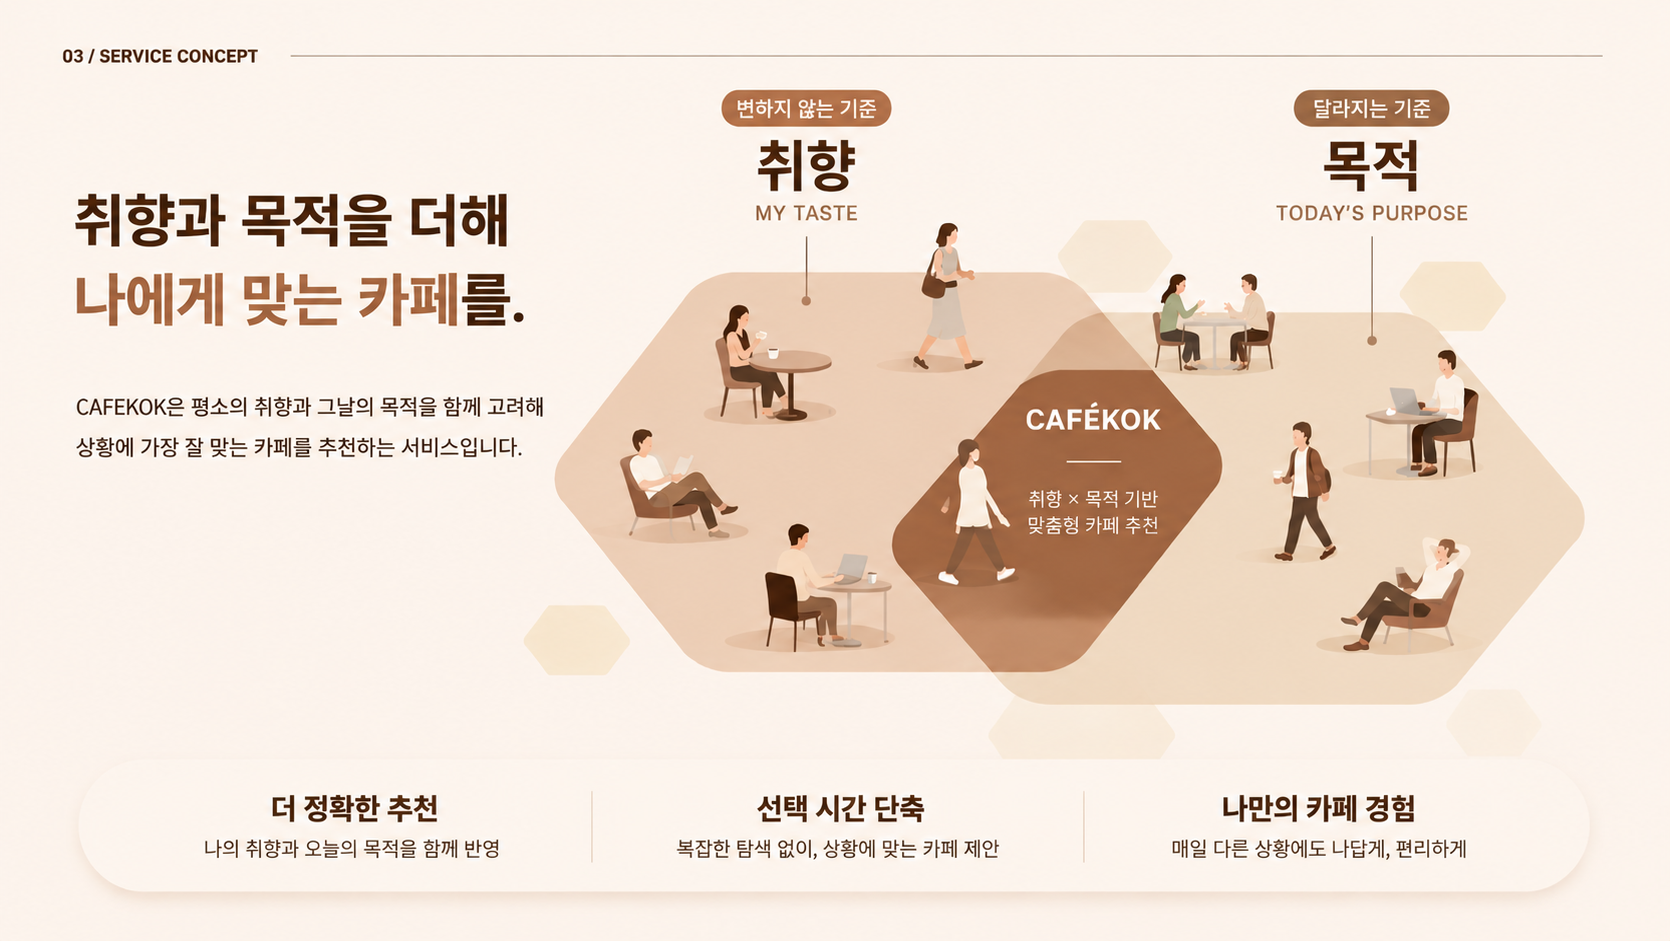 03 / SERVICE CONCEPT
취향과 목적을 더해
나에게 맞는 카페를.
CAFEKOK은 평소의 취향과 그날의 목적을 함께 고려해
상황에 가장 잘 맞는 카페를 추천하는 서비스입니다.
변하지 않는 기준
취향
MY TASTE
달라지는 기준
목적
TODAY'S PURPOSE
CAFÉKOK
취향 × 목적 기반
맞춤형 카페 추천
더 정확한 추천
나의 취향과 오늘의 목적을 함께 반영
선택 시간 단축
복잡한 탐색 없이, 상황에 맞는 카페 제안
나만의 카페 경험
매일 다른 상황에도 나답게, 편리하게